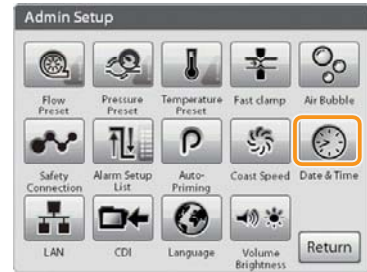 Admin Setup
Flow Preset
Pressure Preset
Temperature Preset
Fast clamp
Air Bubble
Safety Connection
Alarm Setup List
Auto-Priming
Coast Speed
Date & Time
LAN
CDI
Language
Volume Brightness
Return